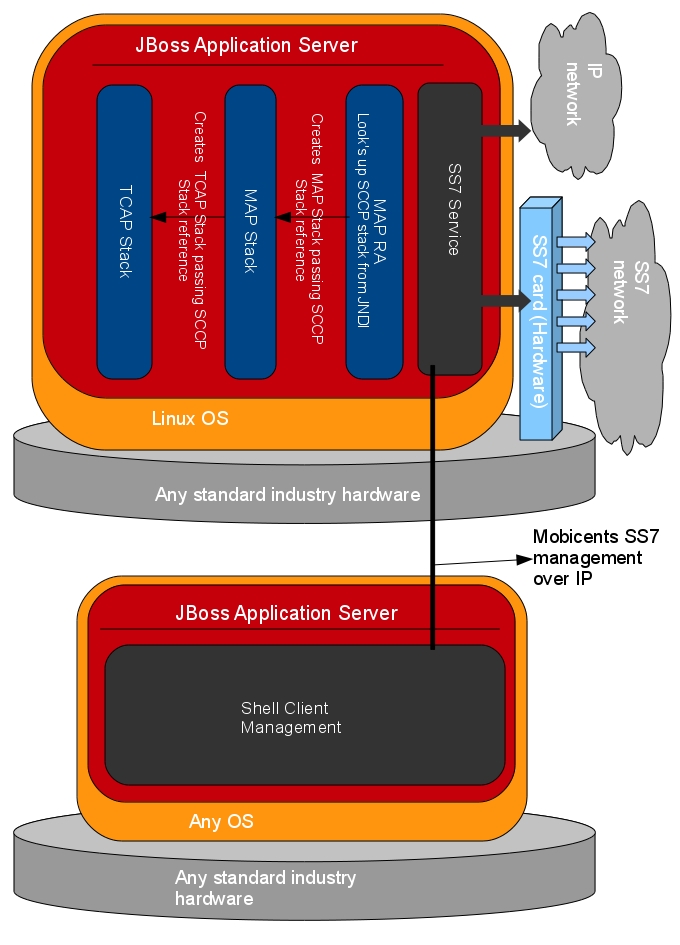 JBoss Application Server
TCAP Stack
Creates TCAP Stack passing SCCP
Stack reference
MAP Stack
Creates MAP Stack passing SCCP
Stack reference
MAP RA
Look's up SCCP stack from JNDI
SS7 Service
IP
network
SS7 card (Hardware)
SS7
network
Linux OS
Any standard industry hardware
Mobicents SS7
management
over IP
JBoss Application Server
Shell Client
Management
Any OS
Any standard industry
hardware